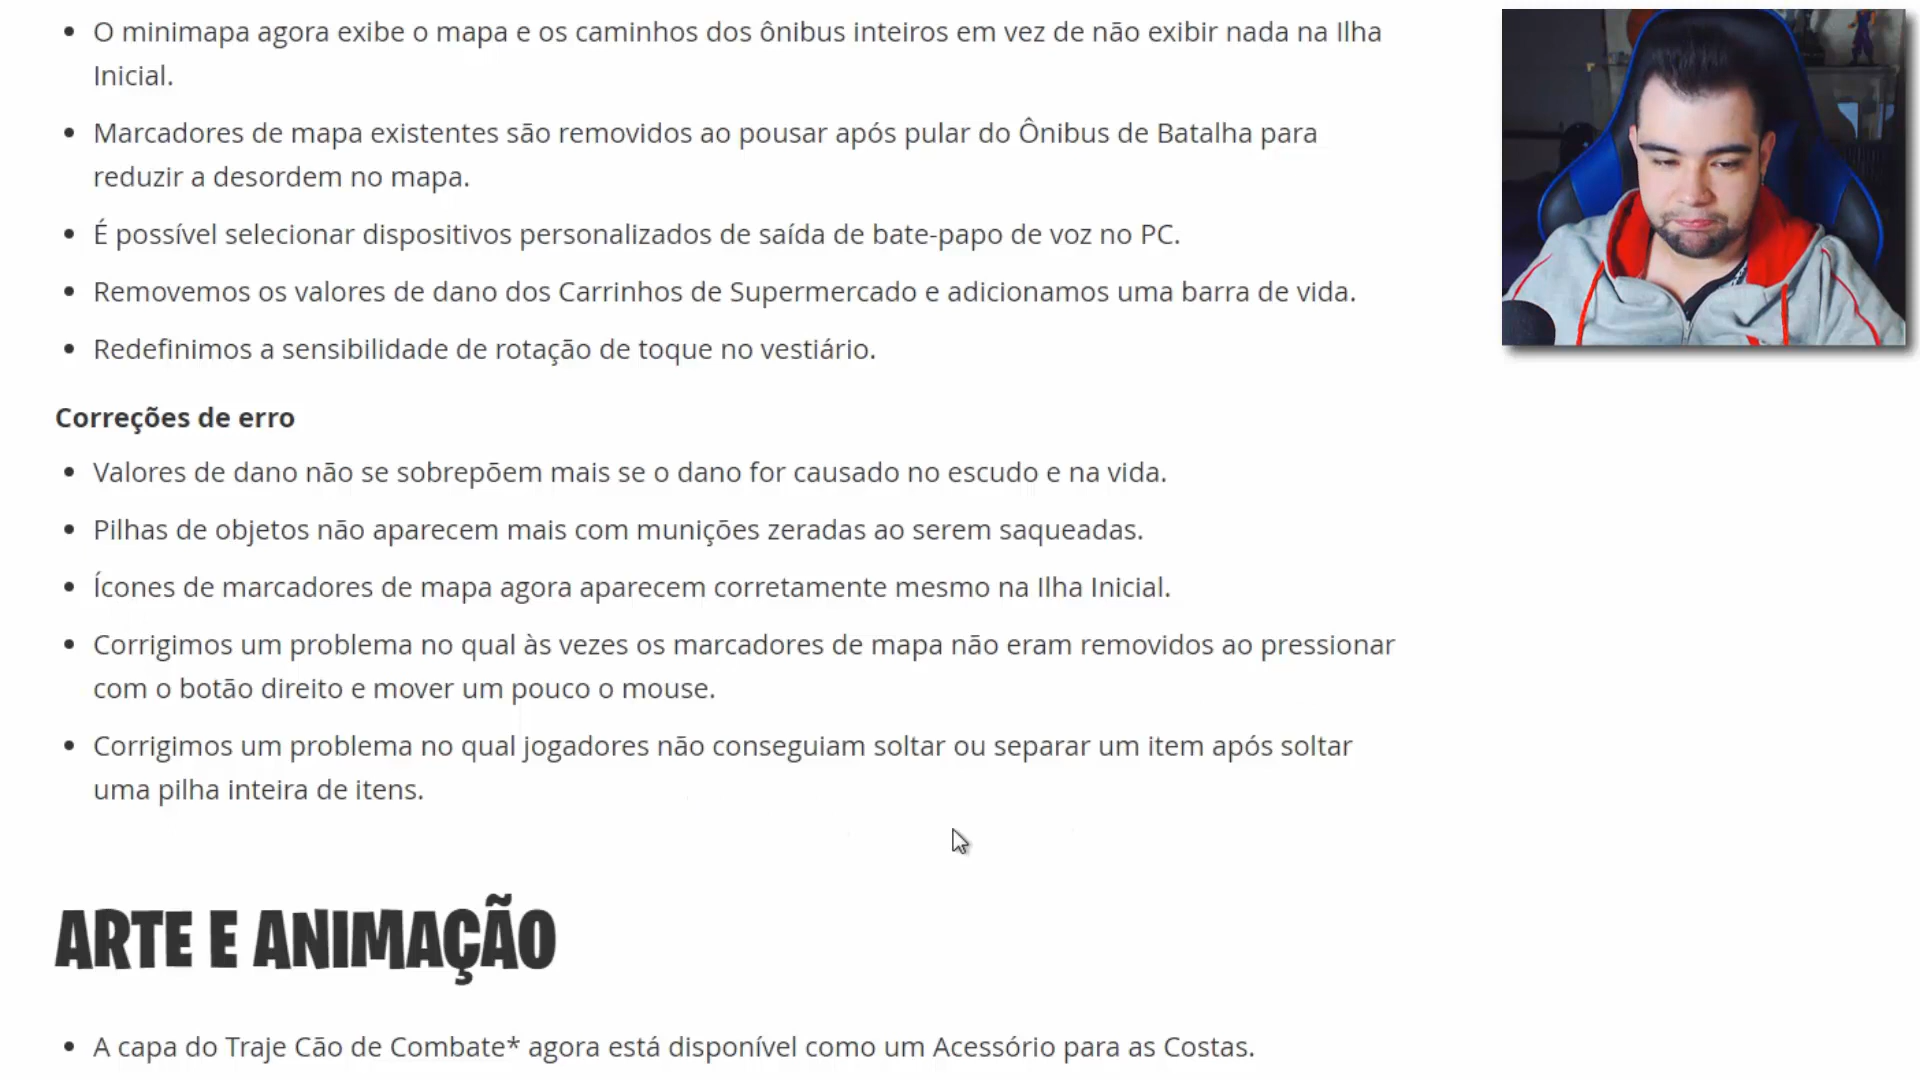 O minimapa agora exibe o mapa e os caminhos dos ônibus inteiros em vez de não exibir nada na Ilha
Inicial.
Marcadores de mapa existentes são removidos ao pousar após pular do Ônibus de Batalha para
reduzir a desordem no mapa.
É possível selecionar dispositivos personalizados de saída de bate-papo de voz no PC.
Removemos os valores de dano dos Carrinhos de Supermercado e adicionamos uma barra de vida.
Redefinimos a sensibilidade de rotação de toque no vestiário.
Correções de erro
Valores de dano não se sobrepõem mais se o dano for causado no escudo e na vida.
Pilhas de objetos não aparecem mais com munições zeradas ao serem saqueadas.
Ícones de marcadores de mapa agora aparecem corretamente mesmo na Ilha Inicial.
Corrigimos um problema no qual às vezes os marcadores de mapa não eram removidos ao pressionar
com o botão direito e mover um pouco o mouse.
Corrigimos um problema no qual jogadores não conseguiam soltar ou separar um item após soltar
uma pilha inteira de itens.
ARTE E ANIMAÇÃO
A capa do Traje Cão de Combate* agora está disponível como um Acessório para as Costas.